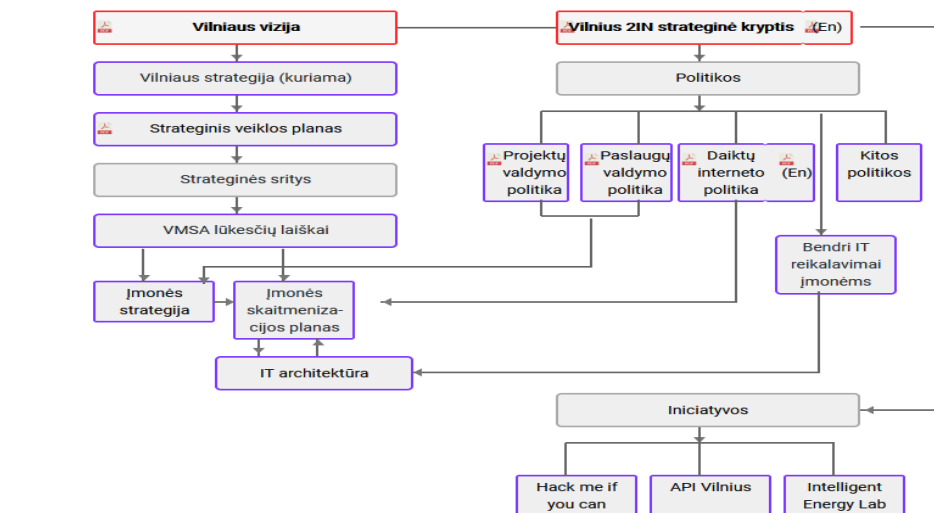 Vilniaus vizija
Vilnius 2IN strateginė kryptis (En)
Vilniaus strategija (kuriama)
Politikos
Strateginis veiklos planas
Projektų
valdymo
politika
Paslaugų
valdymo
politika
Daiktų
interneto
politika
(En)
Kitos
politikos
Strateginės sritys
VMSA lūkesčių laiškai
Bendri IT
reikalavimai
įmonėms
Įmonės
strategija
Įmonės
skaitmeniza-
cijos planas
IT architektūra
Iniciatyvos
Hack me if
you can
API Vilnius
Intelligent
Energy Lab